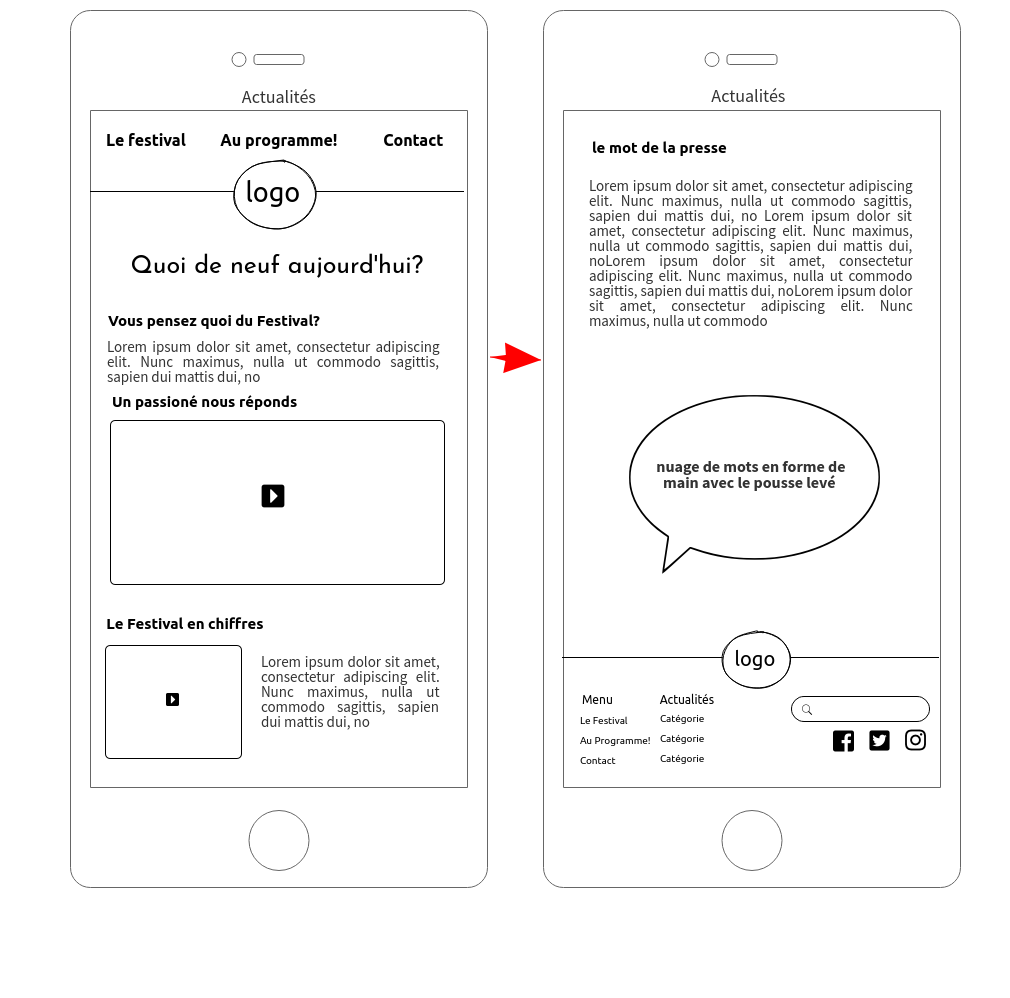 Actualités
Le festival Au programme! Contact
logo
Quoi de neuf aujourd'hui?
Vous pensez quoi du Festival?
Lorem ipsum dolor sit amet, consectetur adipiscing
elit. Nunc maximus, nulla ut commodo sagittis,
sapien dui mattis dui, no
Un passioné nous réponds
Le Festival en chiffres
Lorem ipsum dolor sit amet,
consectetur adipiscing elit.
Nunc maximus, nulla ut
commodo sagittis, sapien
dui mattis dui, no
Actualités
le mot de la presse
Lorem ipsum dolor sit amet, consectetur adipiscing
elit. Nunc maximus, nulla ut commodo sagittis,
sapien dui mattis dui, no Lorem ipsum dolor sit
amet, consectetur adipiscing elit. Nunc maximus,
nulla ut commodo sagittis, sapien dui mattis dui,
noLorem ipsum dolor sit amet, consectetur
adipiscing elit. Nunc maximus, nulla ut commodo
sagittis, sapien dui mattis dui, noLorem ipsum dolor
sit amet, consectetur adipiscing elit. Nunc
maximus, nulla ut commodo
nuage de mots en forme de
main avec le pousse levé
logo
Menu Actualités
Le Festival Catégorie
Au Programme! Catégorie
Contact Catégorie